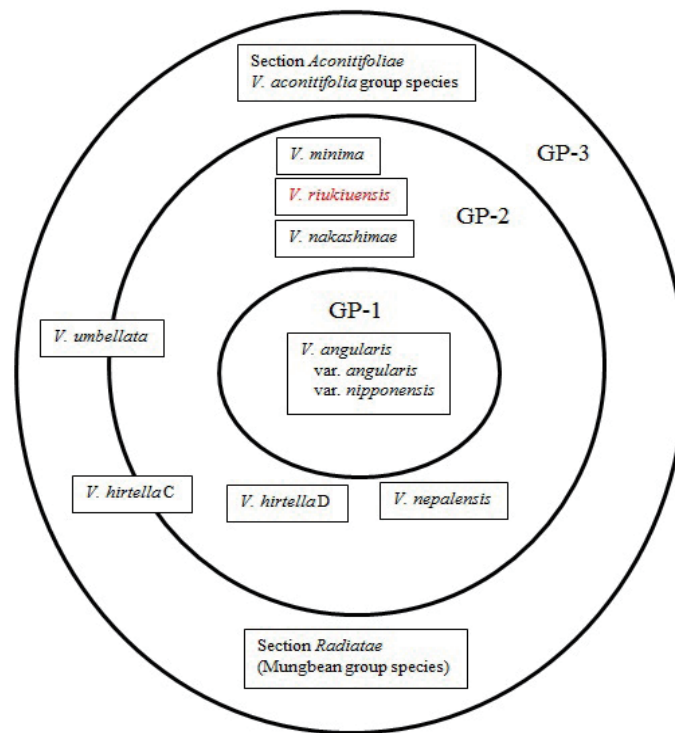 Section Aconitifoliae
V. aconitifolia group species
GP-3
V. minima
V. riukiuensis
GP-2
V. nakashimae
GP-1
V. umbellata
V. angularis
var. angularis
var. nipponensis
V. hirtella C
V. hirtella D
V. nepalensis
Section Radiatae
(Mungbean group species)